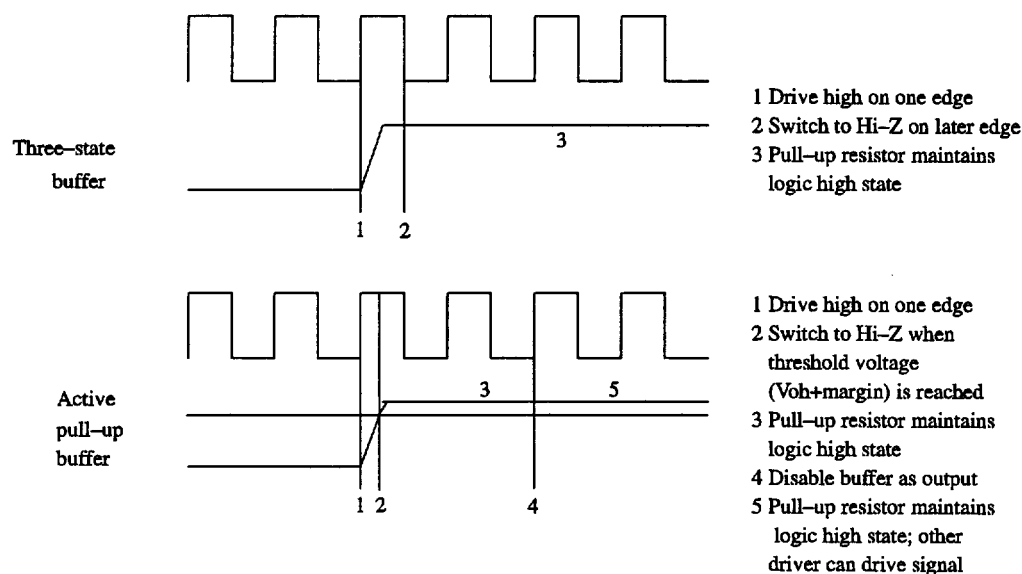 1 Drive high on one edge
2 Switch to Hi–Z on later edge
3 Pull–up resistor maintains
logic high state
Three–state
buffer
3
1
2
1 Drive high on one edge
2 Switch to Hi–Z when
threshold voltage
(Voh+margin) is reached
3 Pull–up resistor maintains
logic high state
4 Disable buffer as output
5 Pull–up resistor maintains
logic high state; other
driver can drive signal
Active
pull–up
buffer
3
5
1
2
4